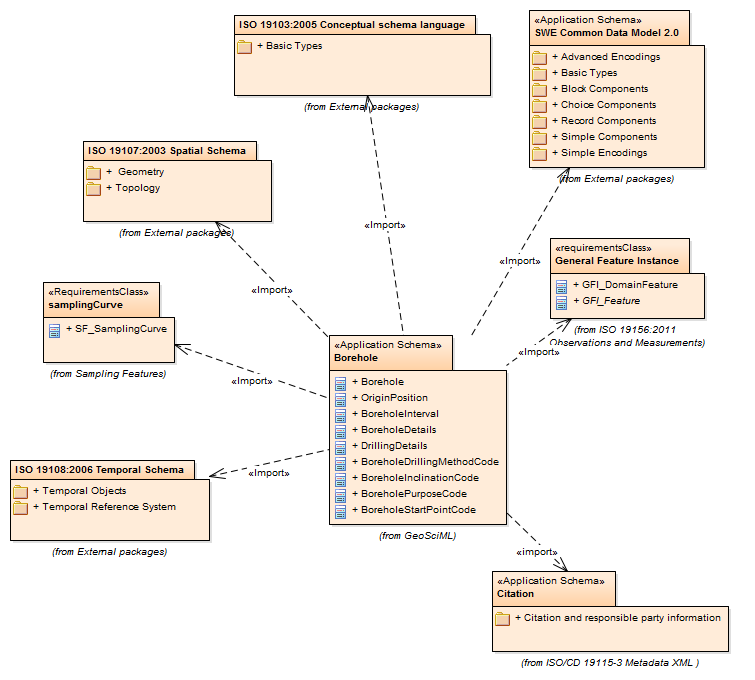 ISO 19103:2005 Conceptual schema language
+ Basic Types
(from External packages)
«Application Schema»
SWE Common Data Model 2.0
+ Advanced Encodings
+ Basic Types
+ Block Components
+ Choice Components
+ Record Components
+ Simple Components
+ Simple Encodings
(from External packages)
ISO 19107:2003 Spatial Schema
+ Geometry
+ Topology
(from External packages)
«Import»
«Import»
«requirementsClass»
General Feature Instance
+ GFI_DomainFeature
+ GFI_Feature
(from ISO 19156:2011
Observations and Measurements)
«Import»
«RequirementsClass»
samplingCurve
+ SF_SamplingCurve
(from Sampling Features)
«Import»
«Import»
«Application Schema»
Borehole
+ Borehole
+ OriginPosition
+ BoreholeInterval
+ BoreholeDetails
+ DrillingDetails
+ BoreholeDrillingMethodCode
+ BoreholeInclinationCode
+ BoreholePurposeCode
+ BoreholeStartPointCode
(from GeoSciML)
ISO 19108:2006 Temporal Schema
+ Temporal Objects
+ Temporal Reference System
(from External packages)
«Import»
«import»
«Application Schema»
Citation
+ Citation and responsible party information
(from ISO/CD 19115-3 Metadata XML )